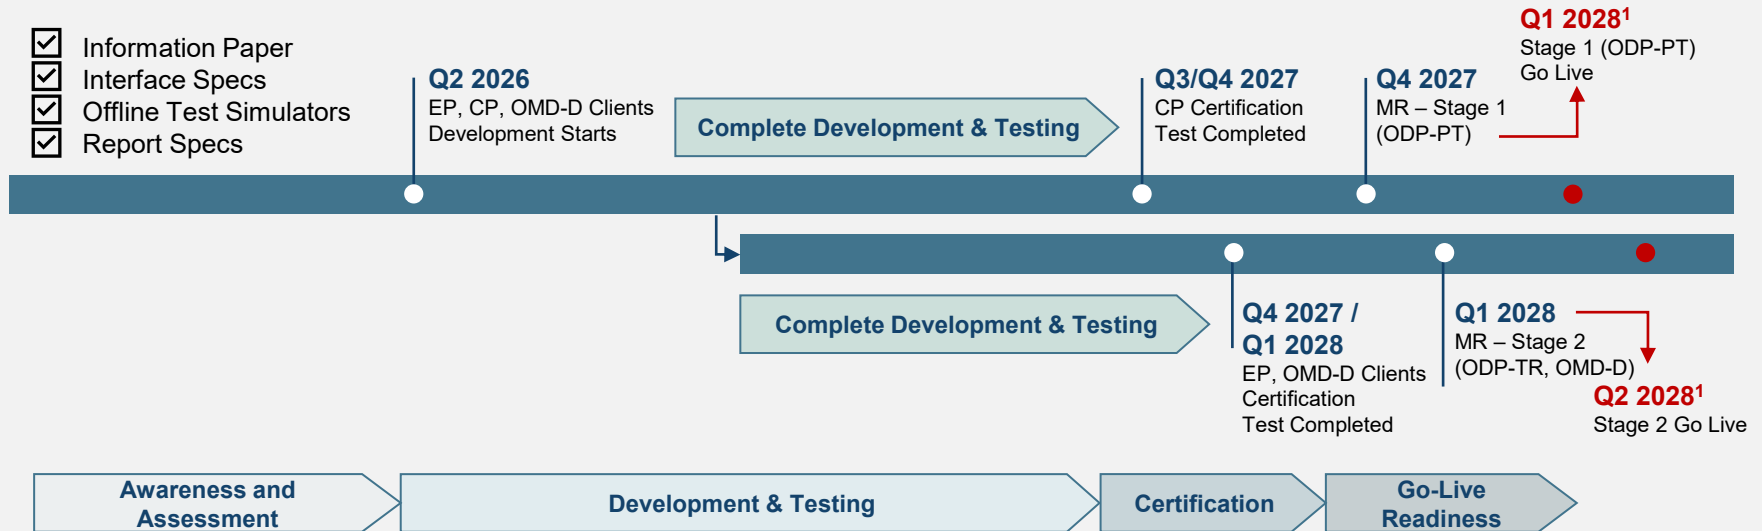 Information Paper
Interface Specs
Offline Test Simulators
Report Specs
Q2 2026
EP, CP, OMD-D Clients
Development Starts
Complete Development & Testing
Q3/Q4 2027
CP Certification
Test Completed
Q4 2027
MR – Stage 1
(ODP-PT)
Q1 2028¹
Stage 1 (ODP-PT)
Go Live
Complete Development & Testing
Q4 2027 /
Q1 2028
EP, OMD-D Clients
Certification
Test Completed
Q1 2028
MR – Stage 2
(ODP-TR, OMD-D)
Q2 2028¹
Stage 2 Go Live
Awareness and
Assessment
Development & Testing
Certification
Go-Live
Readiness